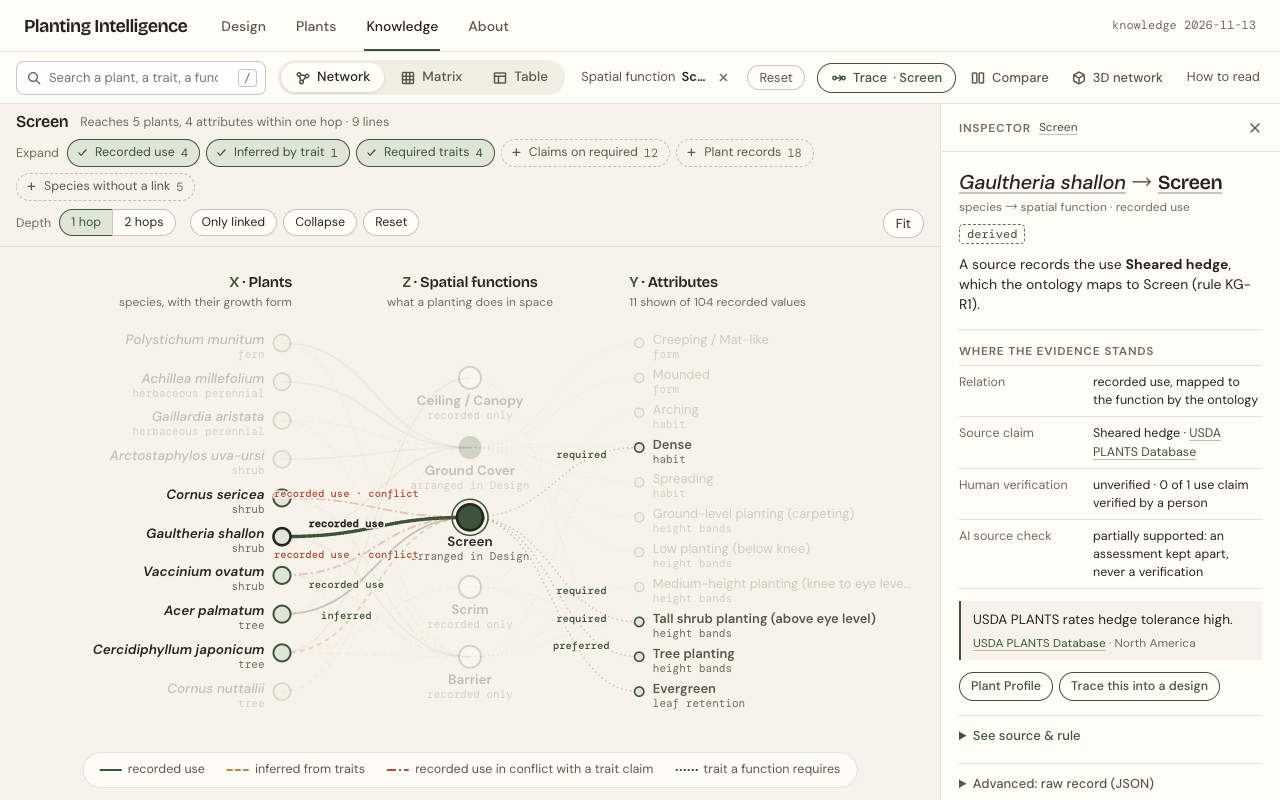 Planting Intelligence
Design
Plants
Knowledge
About
knowledge 2026-11-13
Search a plant, a trait, a func
/
Network
Matrix
Table
Spatial function Sc…
Reset
Trace · Screen
Compare
3D network
How to read
Screen
Reaches 5 plants, 4 attributes within one hop · 9 lines
Expand
Recorded use 4
Inferred by trait 1
Required traits 4
Claims on required 12
Plant records 18
Species without a link 5
Depth
1 hop
2 hops
Only linked
Collapse
Reset
Fit
X · Plants
species, with their growth form
Z · Spatial functions
what a planting does in space
Y · Attributes
11 shown of 104 recorded values
Polystichum munitum
fern
Achillea millefolium
herbaceous perennial
Gaillardia aristata
herbaceous perennial
Arctostaphylos uva-ursi
shrub
Cornus sericea
shrub
Gaultheria shallon
shrub
Vaccinium ovatum
shrub
Acer palmatum
tree
Cercidiphyllum japonicum
tree
Cornus nuttallii
tree
recorded use · conflict
recorded use
recorded use · conflict
recorded use
inferred
Ceiling / Canopy
recorded only
Ground Cover
arranged in Design
Screen
arranged in Design
Scrim
recorded only
Barrier
recorded only
required
required
required
preferred
Creeping / Mat-like
form
Mounded
form
Arching
habit
Dense
habit
Spreading
habit
Ground-level planting (carpeting)
height bands
Low planting (below knee)
height bands
Medium-height planting (knee to eye leve…
height bands
Tall shrub planting (above eye level)
height bands
Tree planting
height bands
Evergreen
leaf retention
recorded use
inferred from traits
recorded use in conflict with a trait claim
trait a function requires
INSPECTOR Screen
Gaultheria shallon → Screen
species → spatial function · recorded use
derived
A source records the use Sheared hedge,
which the ontology maps to Screen (rule KG-
R1).
WHERE THE EVIDENCE STANDS
Relation
recorded use, mapped to
the function by the ontology
Source claim
Sheared hedge · USDA
PLANTS Database
Human verification
unverified · 0 of 1 use claim
verified by a person
AI source check
partially supported: an
assessment kept apart,
never a verification
USDA PLANTS rates hedge tolerance high.
USDA PLANTS Database · North America
Plant Profile
Trace this into a design
See source & rule
Advanced: raw record (JSON)